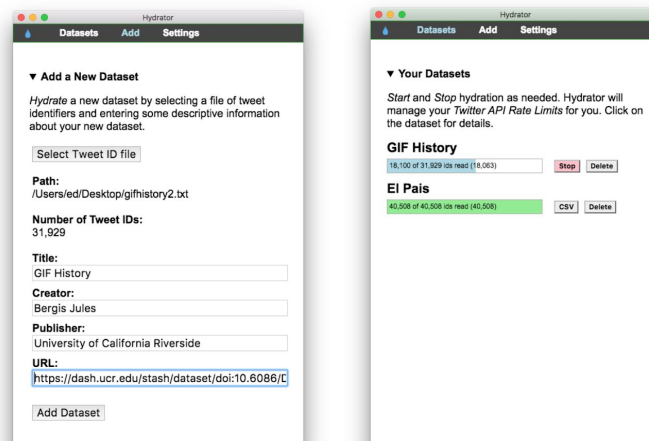 Hydrator
Datasets Add Settings
▼ Add a New Dataset
Hydrate a new dataset by selecting a file of tweet
identifiers and entering some descriptive information
about your new dataset.
Select Tweet ID file
Path:
/Users/ed/Desktop/gifhistory2.txt
Number of Tweet IDs:
31,929
Title:
GIF History
Creator:
Bergis Jules
Publisher:
University of California Riverside
URL:
https://dash.ucr.edu/stash/dataset/doi:10.6086/D
Add Dataset
Hydrator
Datasets Add Settings
▼ Your Datasets
Start and Stop hydration as needed. Hydrator will
manage your Twitter API Rate Limits for you. Click on
the dataset for details.
GIF History
18,100 of 31,929 ids read (18,063) Stop Delete
El Pais
40,508 of 40,508 ids read (40,508) CSV Delete